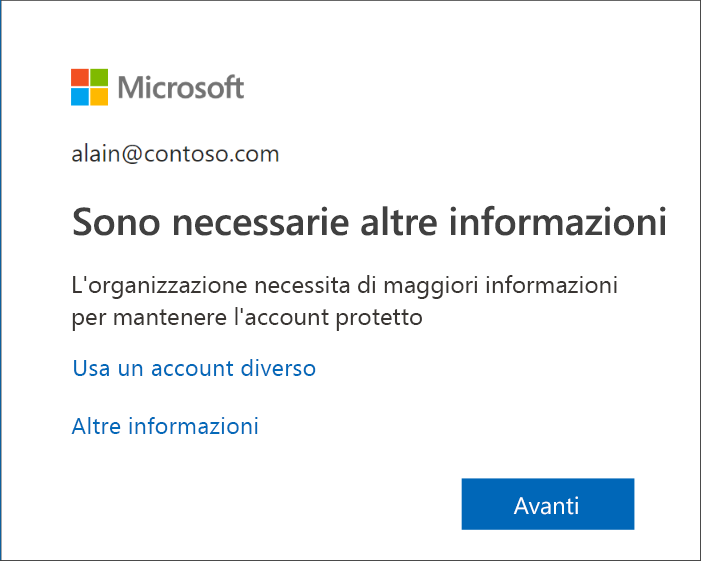 Microsoft
alain@contoso.com
Sono necessarie altre informazioni
L'organizzazione necessita di maggiori informazioni
per mantenere l'account protetto
Usa un account diverso
Altre informazioni
Avanti